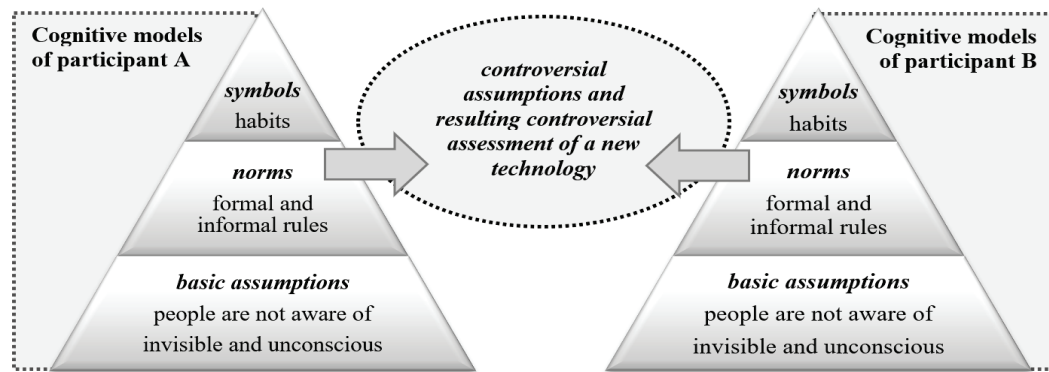 Cognitive models
of participant A
symbols
habits
norms
formal and
informal rules
basic assumptions
people are not aware of
invisible and unconscious
controversial
assumptions and
resulting controversial
assessment of a new
technology
Cognitive models
of participant B
symbols
habits
norms
formal and
informal rules
basic assumptions
people are not aware of
invisible and unconscious